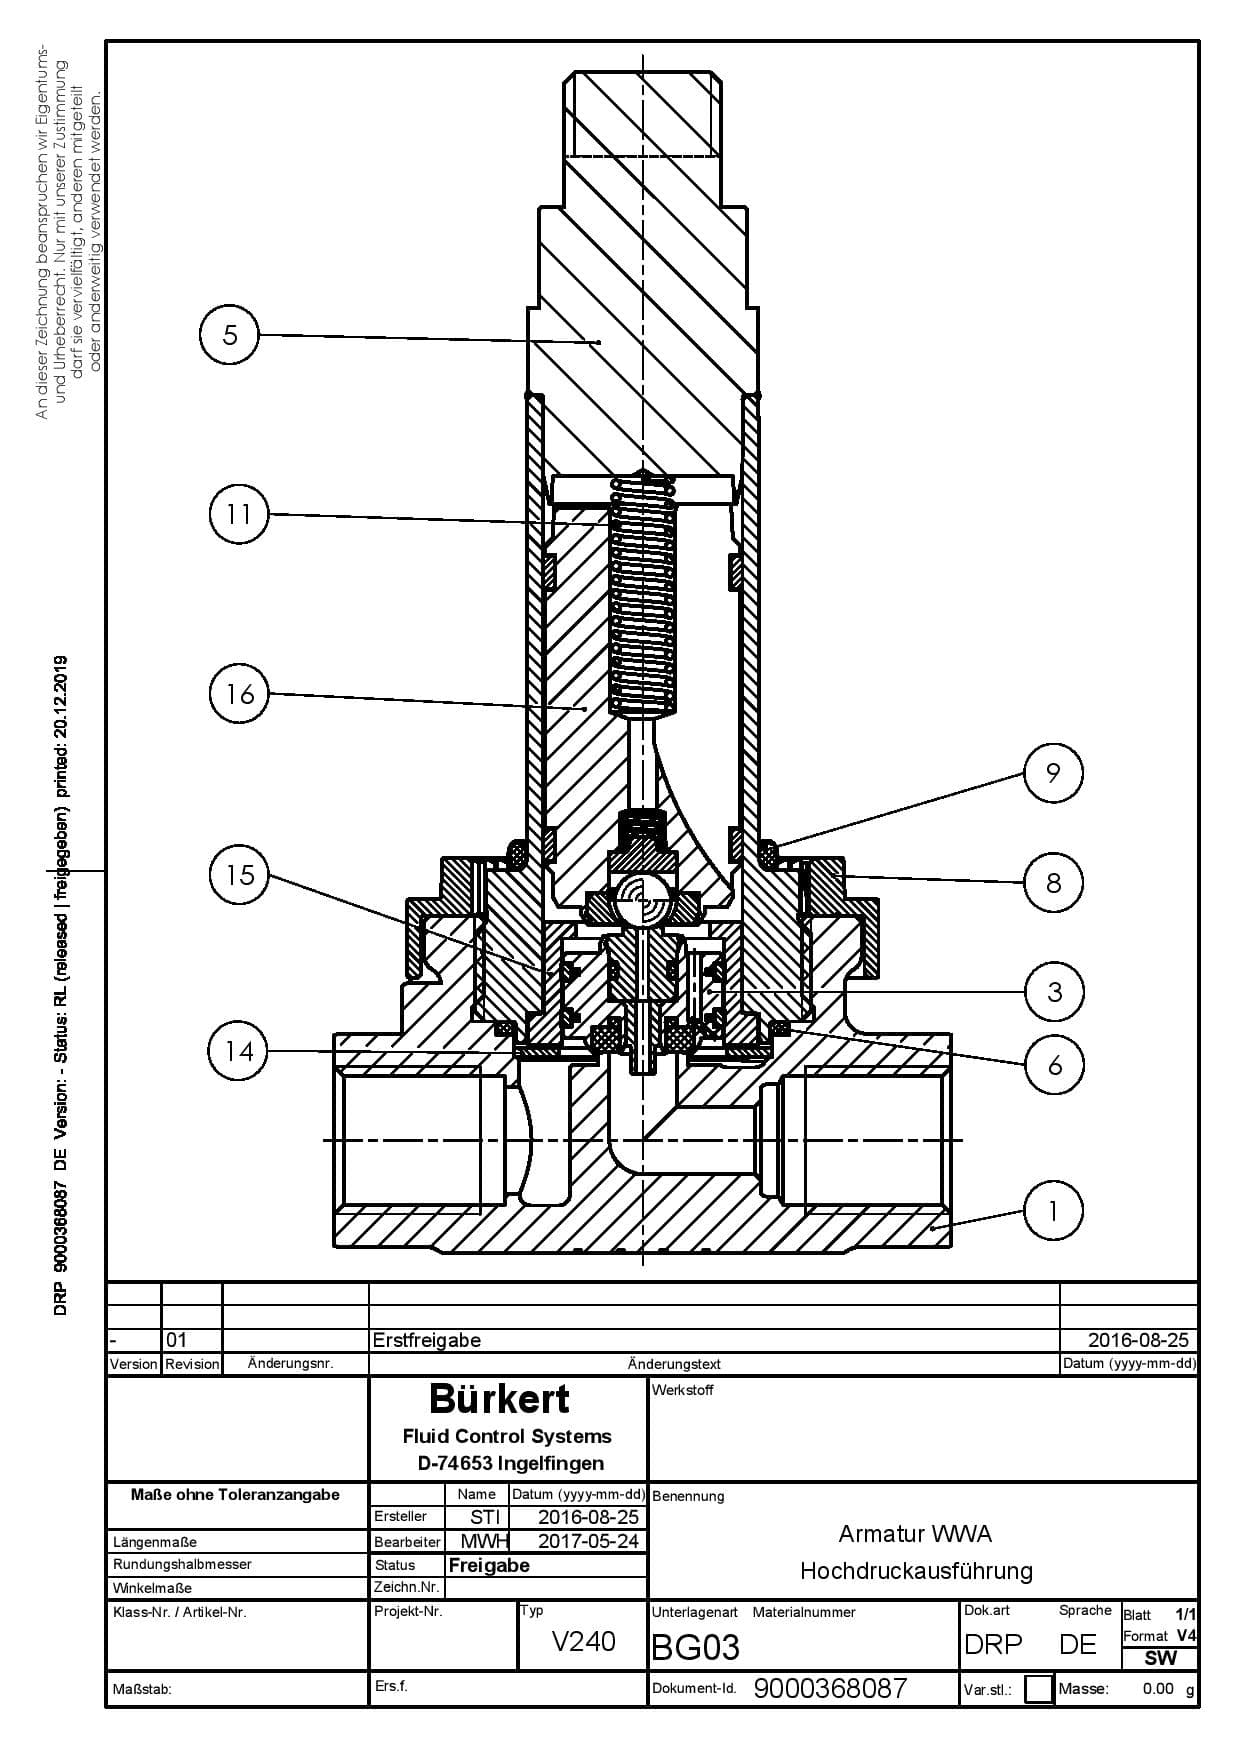 An dieser Zeichnung beanspruchen wir Eigentums-
und Urheberrecht. Nur mit unserer Zustimmung
darf sie vervielfältigt, anderen mitgeteilt
oder anderweitig verwendet werden.
DRP 9000368087 DE Version: - Status: RL (released | freigegeben) printed: 20.12.2019
5
11
16
9
15
8
3
14
6
1
- 01 Erstfreigabe 2016-08-25
Version Revision Änderungsnr. Änderungstext Datum (yyyy-mm-dd)
Bürkert
Fluid Control Systems
D-74653 Ingelfingen
Werkstoff
Maße ohne Toleranzangabe
Längenmaße
Rundungshalbmesser
Winkelmaße
Name Datum (yyyy-mm-dd)
Ersteller STI 2016-08-25
Bearbeiter MWH 2017-05-24
Status Freigabe
Zeichn.Nr.
Benennung
Armatur WWA
Hochdruckausführung
Klass-Nr. / Artikel-Nr.
Projekt-Nr.
Typ
V240
Unterlagenart Materialnummer
BG03
Dok.art Sprache
DRP DE
Blatt 1/1
Format V4
SW
Maßstab:
Ers.f.
Dokument-Id. 9000368087
Var.stl.:
Masse: 0.00 g